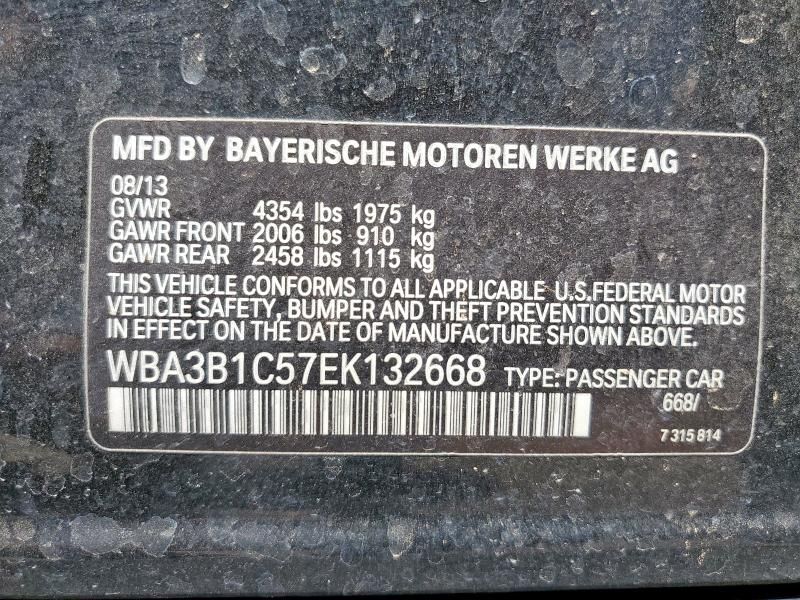 MFD BY BAYERISCHE MOTOREN WERKE AG
08/13
GVWR 4354 lbs 1975 kg
GAWR FRONT 2006 lbs 910 kg
GAWR REAR 2458 lbs 1115 kg
THIS VEHICLE CONFORMS TO ALL APPLICABLE U.S.FEDERAL MOTOR
VEHICLE SAFETY, BUMPER AND THEFT PREVENTION STANDARDS
IN EFFECT ON THE DATE OF MANUFACTURE SHOWN ABOVE.
WBA3B1C57EK132668 TYPE: PASSENGER CAR
668/
7 315 814